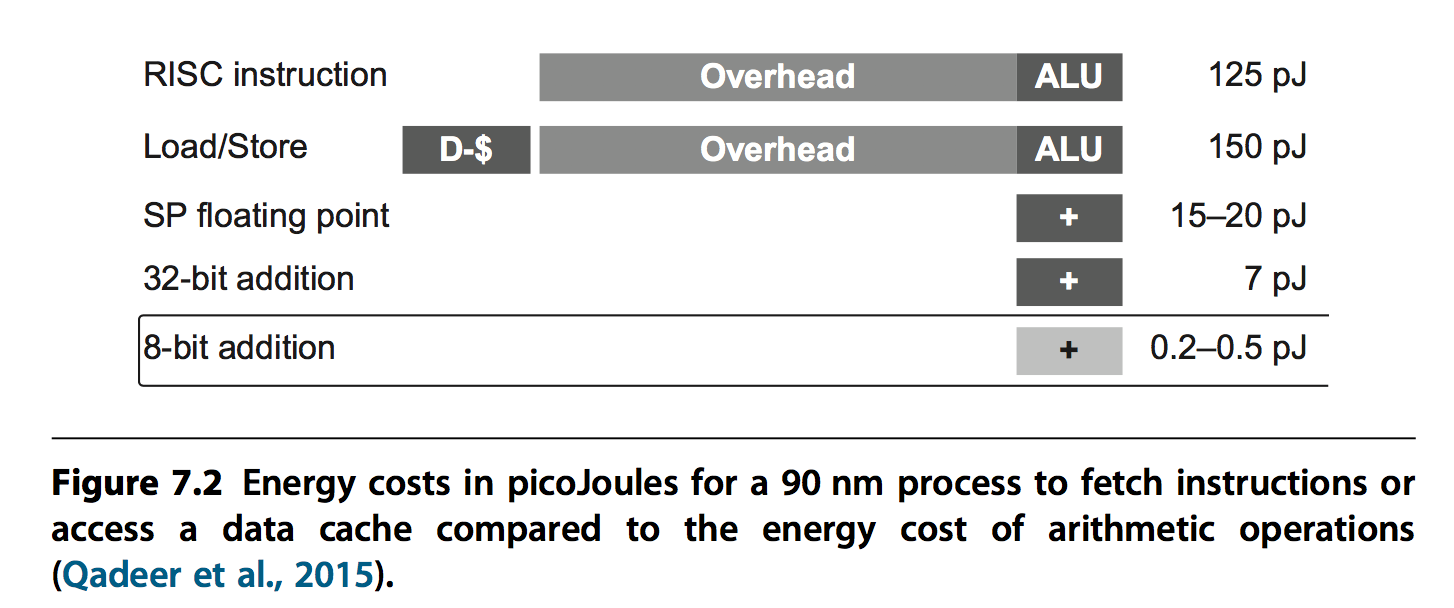 RISC instruction Overhead ALU 125 pJ
Load/Store D-$ Overhead ALU 150 pJ
SP floating point + 15–20 pJ
32-bit addition + 7 pJ
8-bit addition + 0.2–0.5 pJ
Figure 7.2 Energy costs in picoJoules for a 90 nm process to fetch instructions or
access a data cache compared to the energy cost of arithmetic operations
(Qadeer et al., 2015).